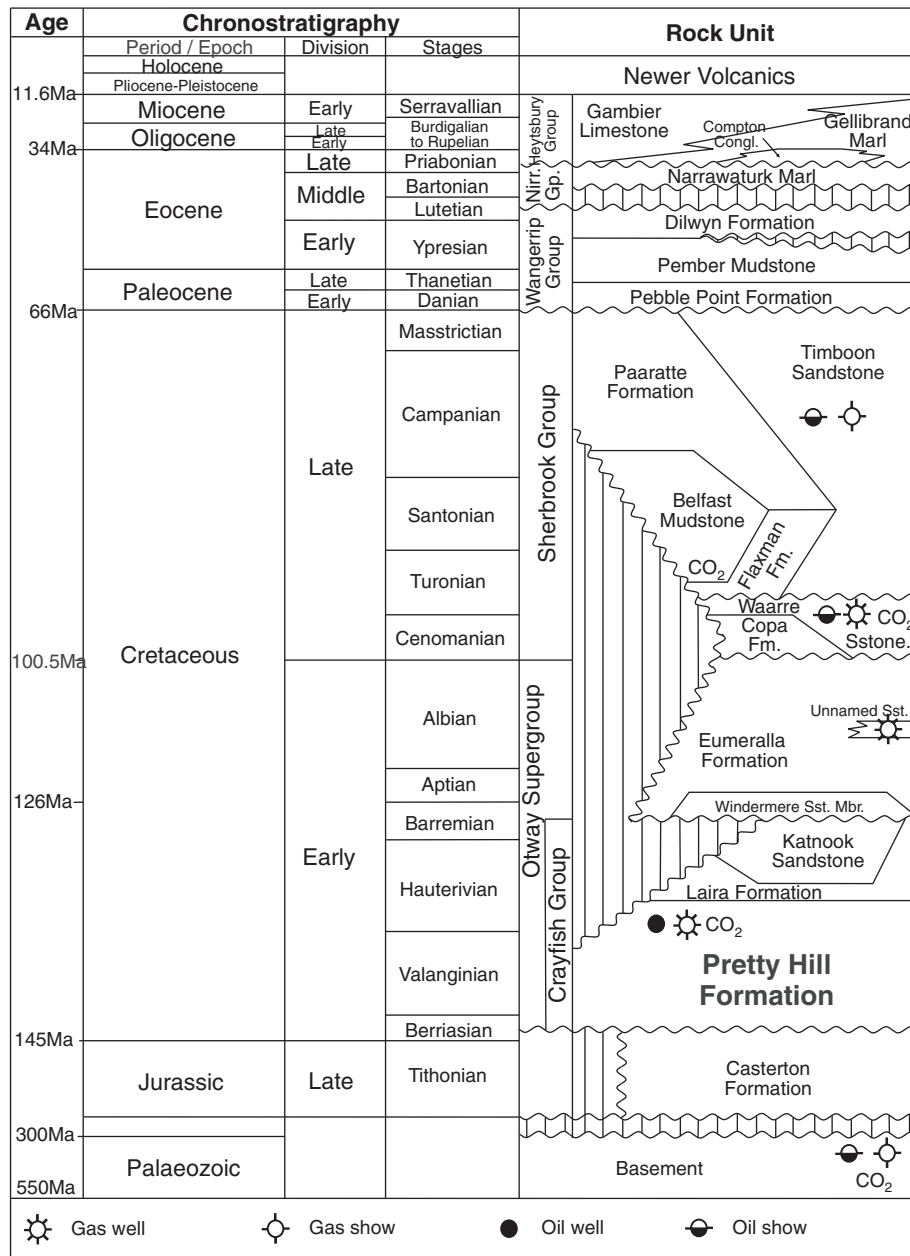 Age
Chronostratigraphy
Rock Unit
Period / Epoch
Division
Stages
Holocene
Pliocene-Pleistocene
Newer Volcanics
11.6Ma
Miocene
Early
Serravallian
Oligocene
Late
Early
Burdigalian
to Rupelian
34Ma
Heytsbury
Group
Gambier
Limestone
Compton
Congl.
Gellibrand
Marl
Eocene
Late
Priabonian
Middle
Bartonian
Lutetian
Early
Ypresian
Nirr.
Gp.
Narrawaturk Marl
Wangerrip
Group
Dilwyn Formation
Pember Mudstone
Paleocene
Late
Thanetian
Early
Danian
Pebble Point Formation
66Ma
Cretaceous
Late
Masstrictian
Campanian
Santonian
Turonian
Cenomanian
Sherbrook Group
Paaratte
Formation
Timboon
Sandstone
Belfast
Mudstone
CO2
Flaxman
Fm.
Waarre
Copa
Fm.
CO2
Sstone.
100.5Ma
Early
Albian
Aptian
126Ma
Barremian
Hauterivian
Valanginian
Berriasian
Otway Supergroup
Crayfish Group
Unnamed Sst.
Eumeralla
Formation
Windermere Sst. Mbr.
Katnook
Sandstone
Laira Formation
CO2
Pretty Hill
Formation
145Ma
Jurassic
Late
Tithonian
Casterton
Formation
300Ma
Palaeozoic
550Ma
Basement
CO2
Gas well
Gas show
Oil well
Oil show